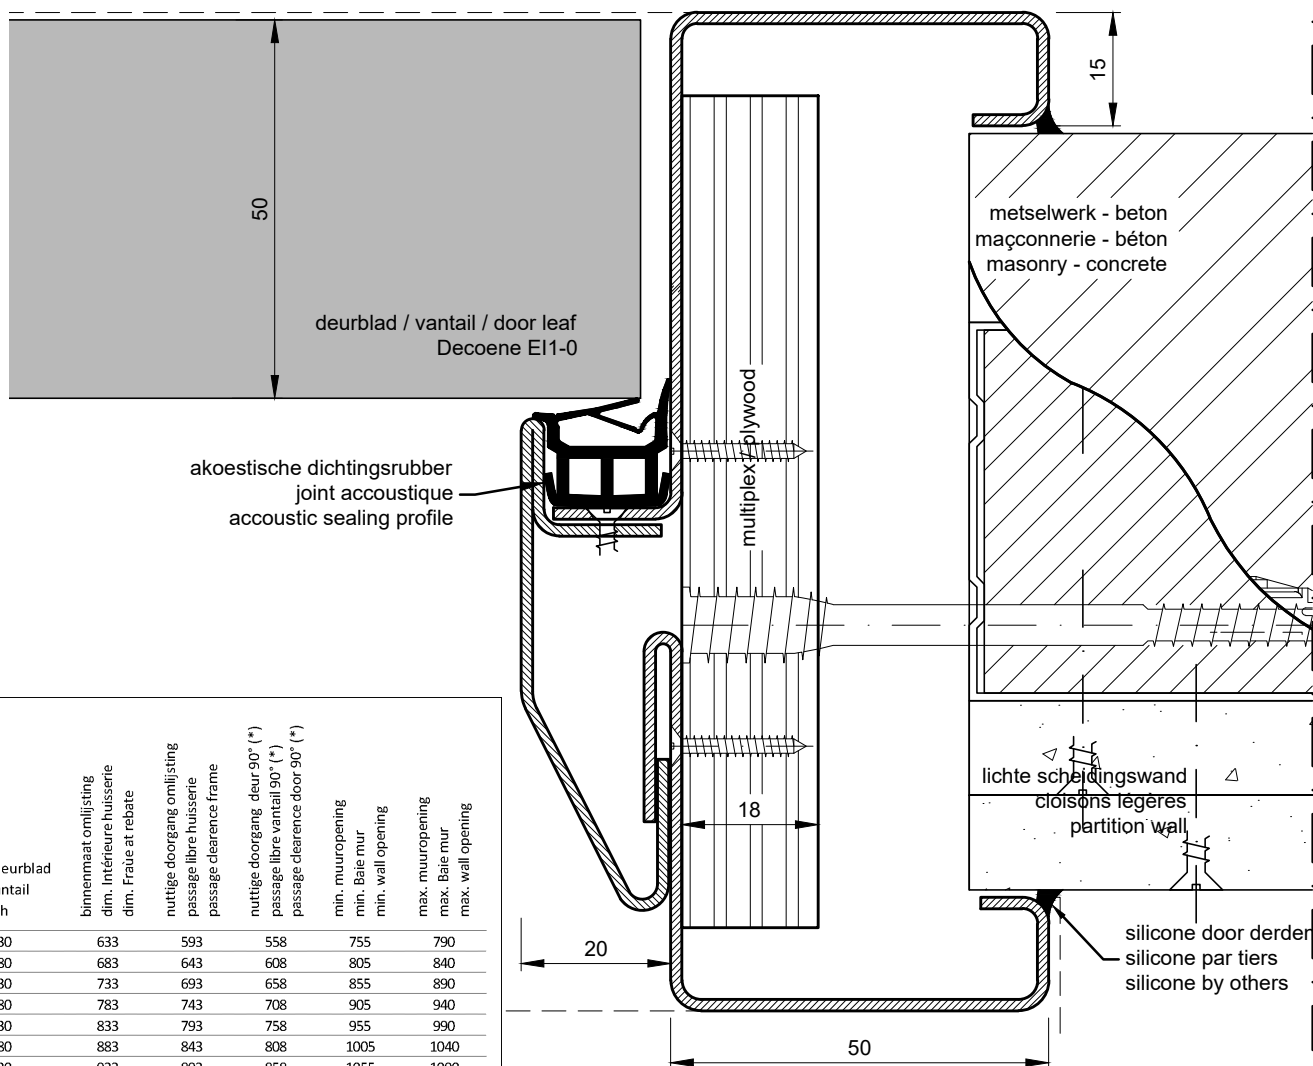 50
15
metselwerk - beton
maçconnerie - béton
masonry - concrete
deurblad / vantail / door leaf
Decoene EI1-0
multiplex / plywood
akoestische dichtingsrubber
joint accoustique
accoustic sealing profile
18
lichte scheidingswand
cloisons légères
partition wall
20
silicone door derden
silicone par tiers
silicone by others
50
binnenmaat omlijsting
dim. Intérieure huisserie
dim. Fraùe at rebate
nuttige doorgang omlijsting
passage libre huisserie
passage clearence frame
nuttige doorgang deur 90° (*)
passage libre vantail 90° (*)
passage clearence door 90° (*)
min. muuropening
min. Baie mur
min. wall opening
max. muuropening
max. Baie mur
max. wall opening
633 593 558 755 790
683 643 608 805 840
733 693 658 855 890
783 743 708 905 940
833 793 758 955 990
883 843 808 1005 1040